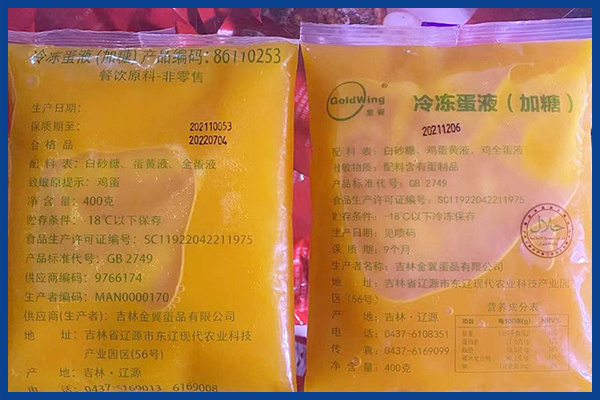 冷冻蛋液(加糖)产品编码:86110253
餐饮原料-非零售
生产日期:
保质期至: 202110053
合格品 20220704
配 料 表: 白砂糖、蛋黄液、全蛋液
致敏原提示: 鸡蛋
净 含 量: 400克
贮存条件: -18℃以下保存
食品生产许可证编号: SC11922042211975
产品标准代号: GB 2749
供应商编码: 9766174
生产者编码: MAN0000170
供应商(生产者): 吉林金翼蛋品有限公司
地 址: 吉林省辽源市东辽现代农业科技
产业园区(56号)
产 地: 吉林·辽源
GoldWing
金翼
冷冻蛋液(加糖)
20211206
配 料 表: 白砂糖、鸡蛋黄液、鸡全蛋液
致敏物质: 配料含有蛋制品
产品标准代号: GB 2749
食品生产许可证编号: SC11922042211975
贮存条件: -18℃以下冷冻保存
生产日期: 见喷码
保 质 期: 9个月
生产者名称: 吉林金翼蛋品有限公司
地 址: 吉林省辽源市东辽现代农业科技产业园
区(56号)
产 地: 吉林·辽源
电 话: 0437-6108351
传 真: 0437-6169099
净 含 量: 400克
营养成分表
حلال